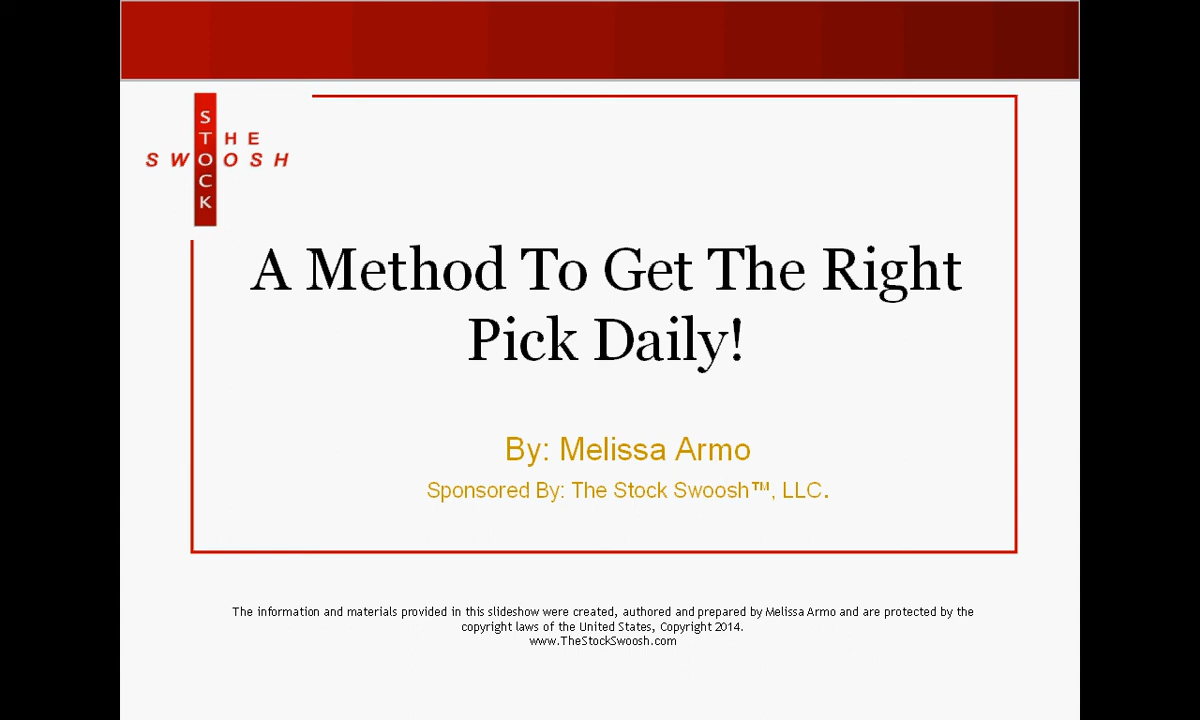 THE
STOCK
SWOOSH
A Method To Get The Right
Pick Daily!
By: Melissa Armo
Sponsored By: The Stock Swoosh™, LLC.
The information and materials provided in this slideshow were created, authored and prepared by Melissa Armo and are protected by the
copyright laws of the United States, Copyright 2014.
www.TheStockSwoosh.com